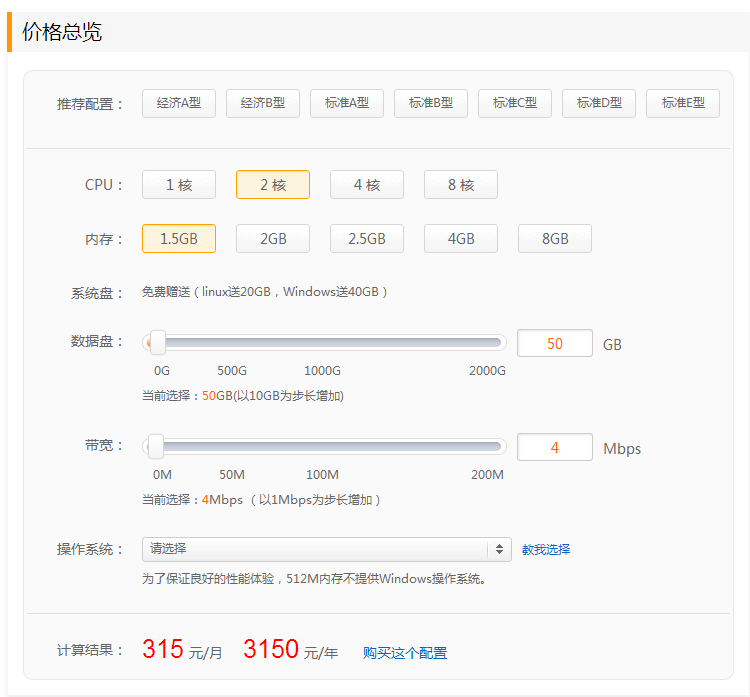 价格总览
推荐配置： 经济A型 经济B型 标准A型 标准B型 标准C型 标准D型 标准E型
CPU： 1 核 2 核 4 核 8 核
内存： 1.5GB 2GB 2.5GB 4GB 8GB
系统盘： 免费赠送（linux送20GB，Windows送40GB）
数据盘： 50 GB
0G 500G 1000G 2000G
当前选择：50GB(以10GB为步长增加)
带宽： 4 Mbps
0M 50M 100M 200M
当前选择：4Mbps （以1Mbps为步长增加）
操作系统： 请选择 教我选择
为了保证良好的性能体验，512M内存不提供Windows操作系统。
计算结果： 315 元/月 3150 元/年 购买这个配置